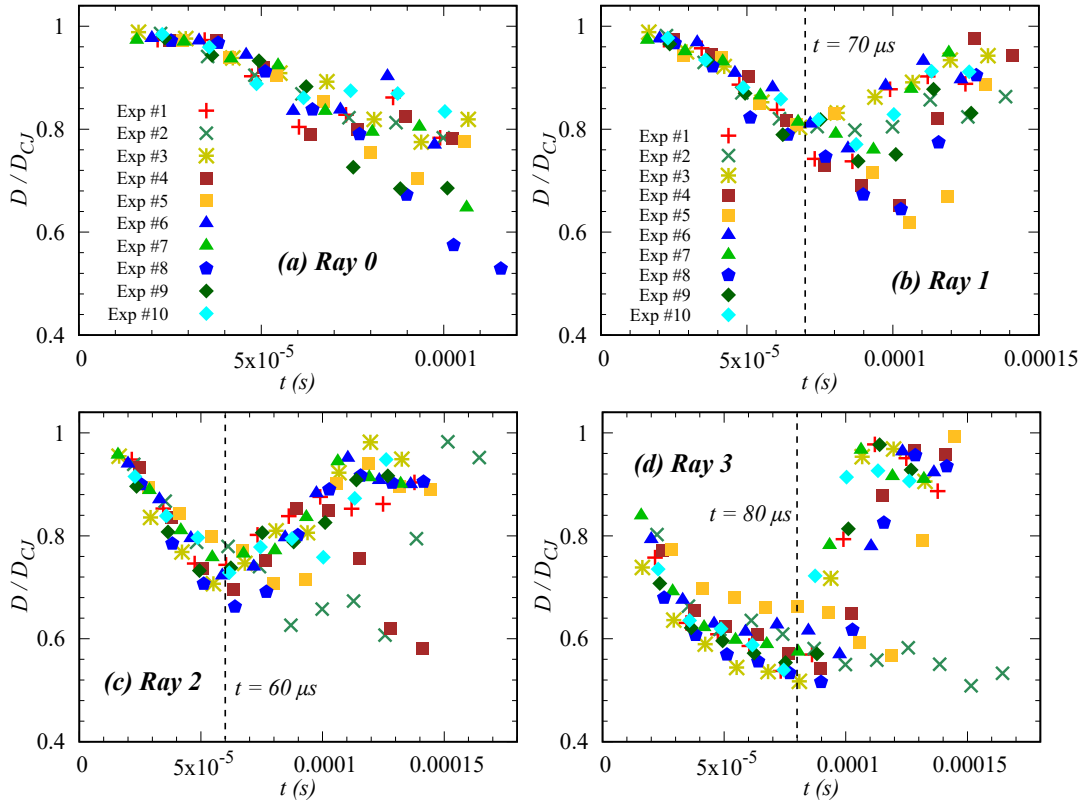 1
0.8
0.6
0.4
D / D_CJ
Exp #1
Exp #2
Exp #3
Exp #4
Exp #5
Exp #6
Exp #7
Exp #8
Exp #9
Exp #10
(a) Ray 0
0
5x10^-5
0.0001
t (s)
1
0.8
0.6
0.4
D / D_CJ
t = 70 μs
Exp #1
Exp #2
Exp #3
Exp #4
Exp #5
Exp #6
Exp #7
Exp #8
Exp #9
Exp #10
(b) Ray 1
0
5x10^-5
0.0001
0.00015
t (s)
1
0.8
0.6
0.4
D / D_CJ
(c) Ray 2
t = 60 μs
0
5x10^-5
0.0001
0.00015
t (s)
1
0.8
0.6
0.4
D / D_CJ
(d) Ray 3
t = 80 μs
0
5x10^-5
0.0001
0.00015
t (s)